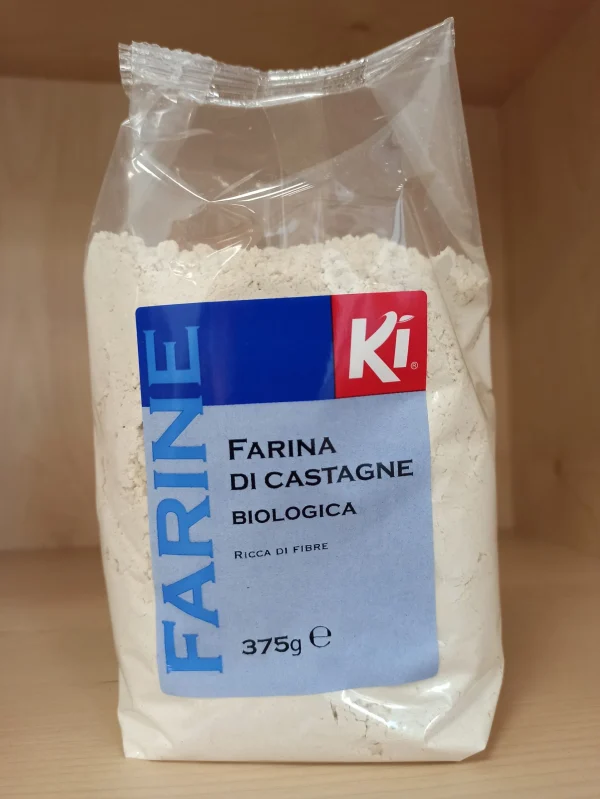 Ki®
FARINE
FARINA
DI CASTAGNE
BIOLOGICA
RICCA DI FIBRE
375g ℮